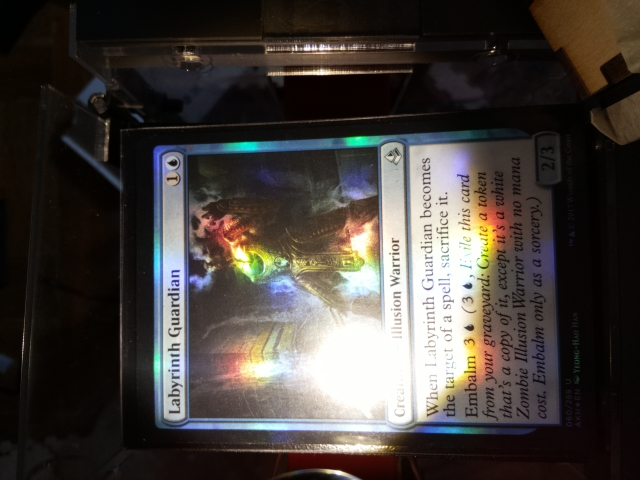 Labyrinth Guardian 1
Illusion Warrior
When Labyrinth Guardian becomes
the target of a spell, sacrifice it.
Embalm 3 (3, Exile this card
from your graveyard: Create a token
that's a copy of it, except it's a white
Zombie Illusion Warrior with no mana
cost. Embalm only as a sorcery.)
2/3